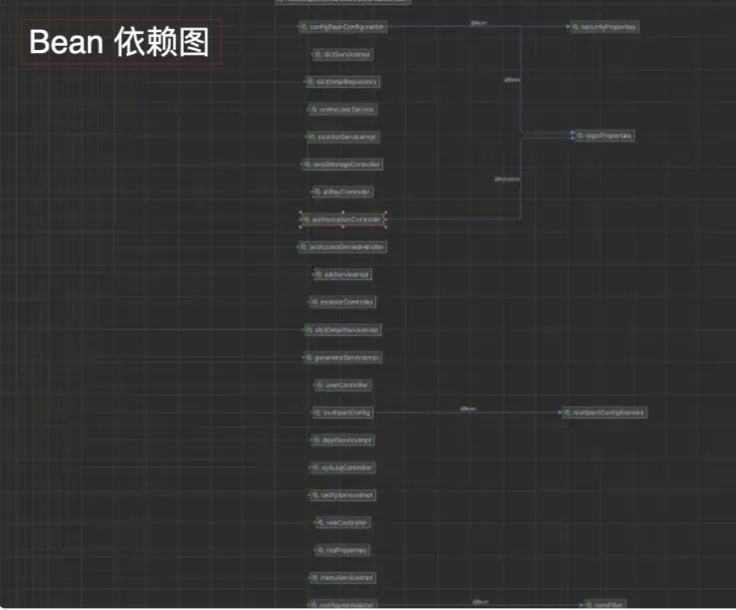 Bean 依赖图
configBeanConfiguration
@Bean
securityProperties
dictServiceImpl
@Bean
dictDetailRepository
onlineUserService
monitorServiceImpl
loginProperties
localStorageController
@Resource
aliPayController
authorizationController
jwtAccessDeniedHandler
jobServiceImpl
monitorController
dictDetailServiceImpl
generatorServiceImpl
userController
multipartConfig
@Bean
multipartConfigElement
deptServiceImpl
sysLogController
verifyServiceImpl
roleController
rsaProperties
menuServiceImpl
configurerAdapter
@Bean
corsFilter